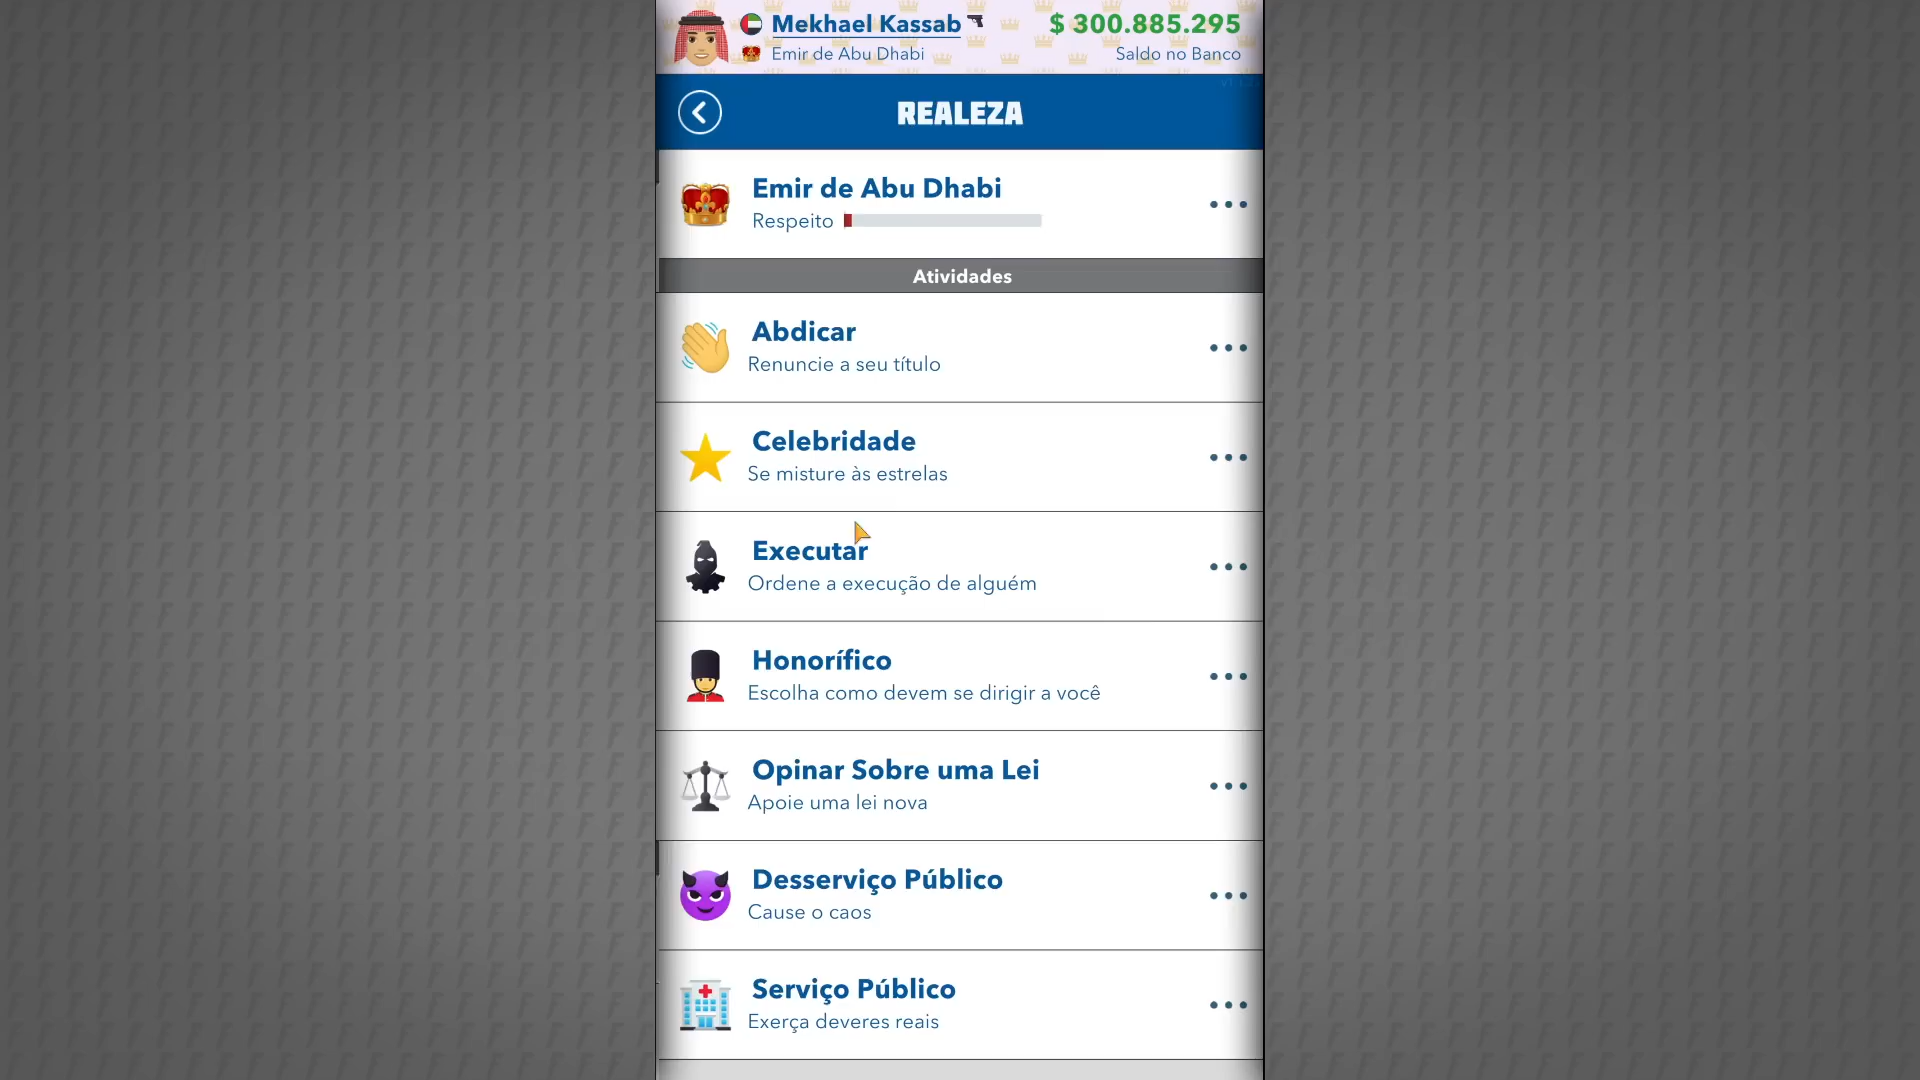 Mekhael Kassab
$ 300.885.295
Emir de Abu Dhabi
Saldo no Banco
REALEZA
Emir de Abu Dhabi
Respeito
Atividades
Abdicar
Renuncie a seu título
Celebridade
Se misture às estrelas
Executar
Ordene a execução de alguém
Honorífico
Escolha como devem se dirigir a você
Opinar Sobre uma Lei
Apoie uma lei nova
Desserviço Público
Cause o caos
Serviço Público
Exerça deveres reais